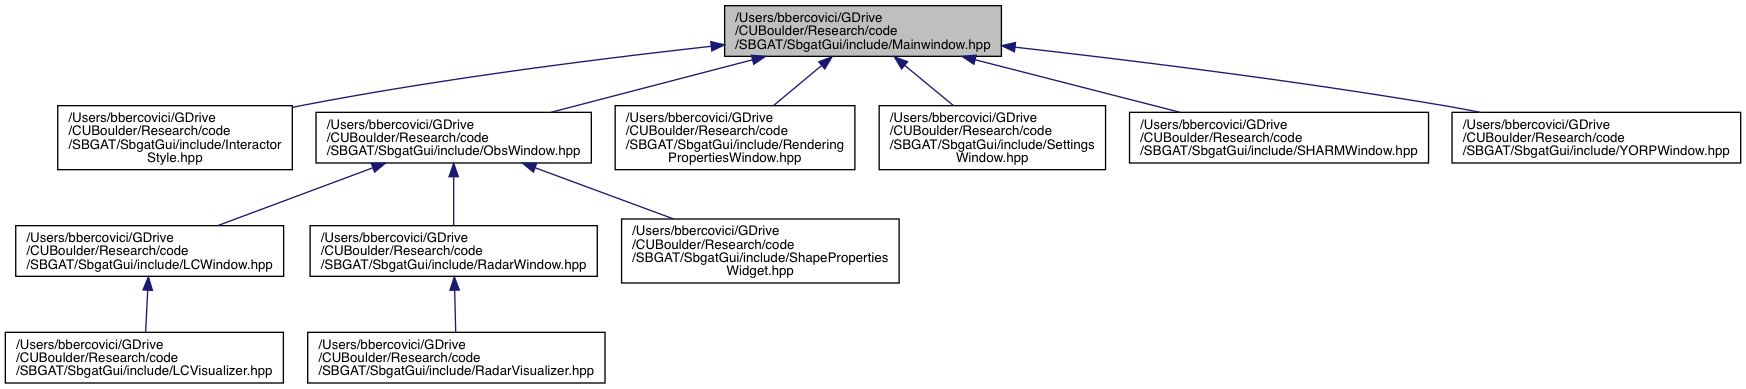 /Users/bbercovici/GDrive
/CUBoulder/Research/code
/SBGAT/SbgatGui/include/Mainwindow.hpp
/Users/bbercovici/GDrive
/CUBoulder/Research/code
/SBGAT/SbgatGui/include/Interactor
Style.hpp
/Users/bbercovici/GDrive
/CUBoulder/Research/code
/SBGAT/SbgatGui/include/ObsWindow.hpp
/Users/bbercovici/GDrive
/CUBoulder/Research/code
/SBGAT/SbgatGui/include/Rendering
PropertiesWindow.hpp
/Users/bbercovici/GDrive
/CUBoulder/Research/code
/SBGAT/SbgatGui/include/Settings
Window.hpp
/Users/bbercovici/GDrive
/CUBoulder/Research/code
/SBGAT/SbgatGui/include/SHARMWindow.hpp
/Users/bbercovici/GDrive
/CUBoulder/Research/code
/SBGAT/SbgatGui/include/YORPWindow.hpp
/Users/bbercovici/GDrive
/CUBoulder/Research/code
/SBGAT/SbgatGui/include/LCWindow.hpp
/Users/bbercovici/GDrive
/CUBoulder/Research/code
/SBGAT/SbgatGui/include/RadarWindow.hpp
/Users/bbercovici/GDrive
/CUBoulder/Research/code
/SBGAT/SbgatGui/include/ShapeProperties
Widget.hpp
/Users/bbercovici/GDrive
/CUBoulder/Research/code
/SBGAT/SbgatGui/include/LCVisualizer.hpp
/Users/bbercovici/GDrive
/CUBoulder/Research/code
/SBGAT/SbgatGui/include/RadarVisualizer.hpp